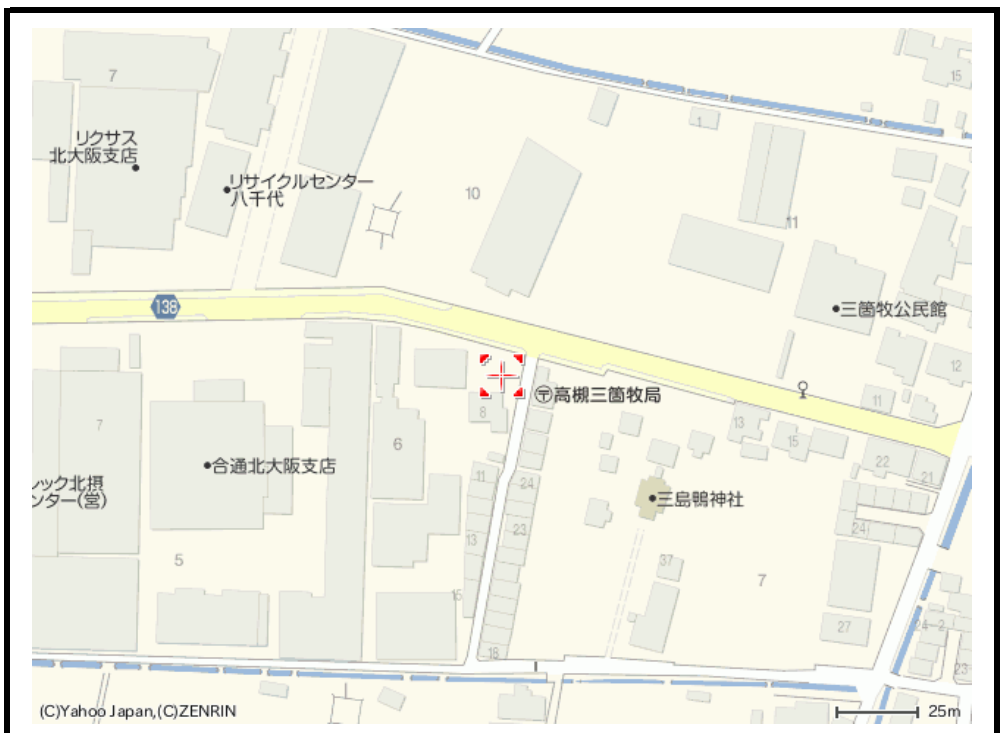 7
15
リクサス
北大阪支店
1
リサイクルセンター
八千代
10
11
138
三箇牧公民館
12
11
〒高槻三箇牧局
8
13
15
7
6
22
21
合通北大阪支店
11
24
レック北摂
ンター(営)
三島鴨神社
23
24
13
5
37
7
15
27
24-2
18
23
(C)Yahoo Japan,(C)ZENRIN
25m